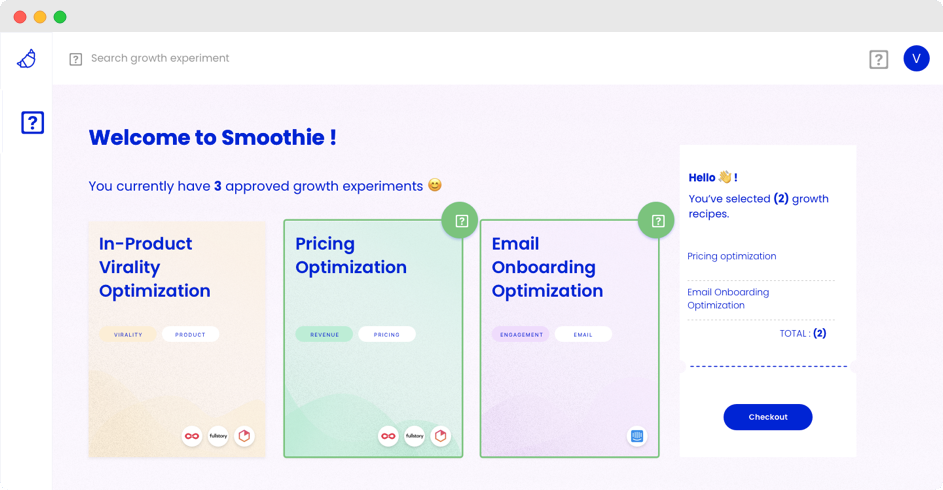 Search growth experiment
V
Welcome to Smoothie !
You currently have 3 approved growth experiments 😊
In-Product
Virality
Optimization
VIRALITY PRODUCT
fullstory
Pricing
Optimization
REVENUE PRICING
fullstory
Email
Onboarding
Optimization
ENGAGEMENT EMAIL
Hello 👋 !
You've selected (2) growth
recipes.
Pricing optimization
Email Onboarding
Optimization
TOTAL : (2)
Checkout